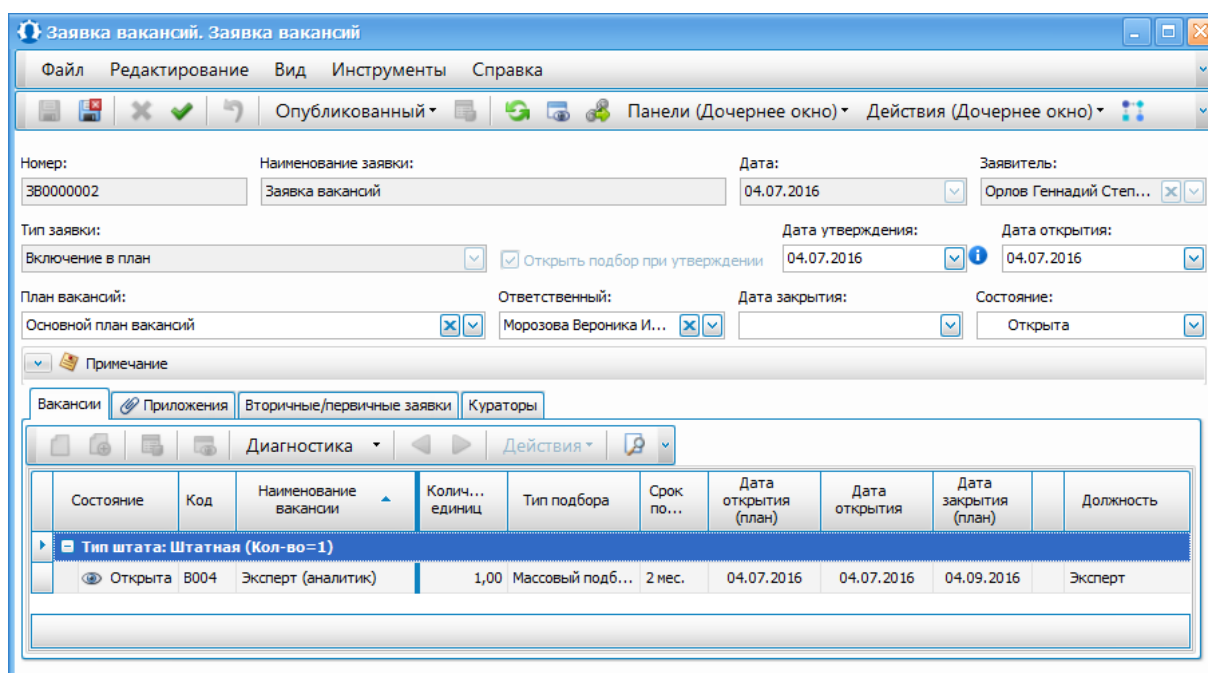 Заявка вакансий. Заявка вакансий
Файл Редактирование Вид Инструменты Справка
Опубликованный Панели (Дочернее окно) Действия (Дочернее окно)
Номер: Наименование заявки: Дата: Заявитель:
ЗВ0000002 Заявка вакансий 04.07.2016 Орлов Геннадий Степ...
Тип заявки: Дата утверждения: Дата открытия:
Включение в план Открыть подбор при утверждении 04.07.2016 04.07.2016
План вакансий: Ответственный: Дата закрытия: Состояние:
Основной план вакансий Морозова Вероника И... Открыта
Примечание
Вакансии Приложения Вторичные/первичные заявки Кураторы
Диагностика Действия
Состояние Код Наименование вакансии Колич... единиц Тип подбора Срок по... Дата открытия (план) Дата открытия Дата закрытия (план) Должность
Тип штата: Штатная (Кол-во=1)
Открыта В004 Эксперт (аналитик) 1,00 Массовый подб... 2 мес. 04.07.2016 04.07.2016 04.09.2016 Эксперт